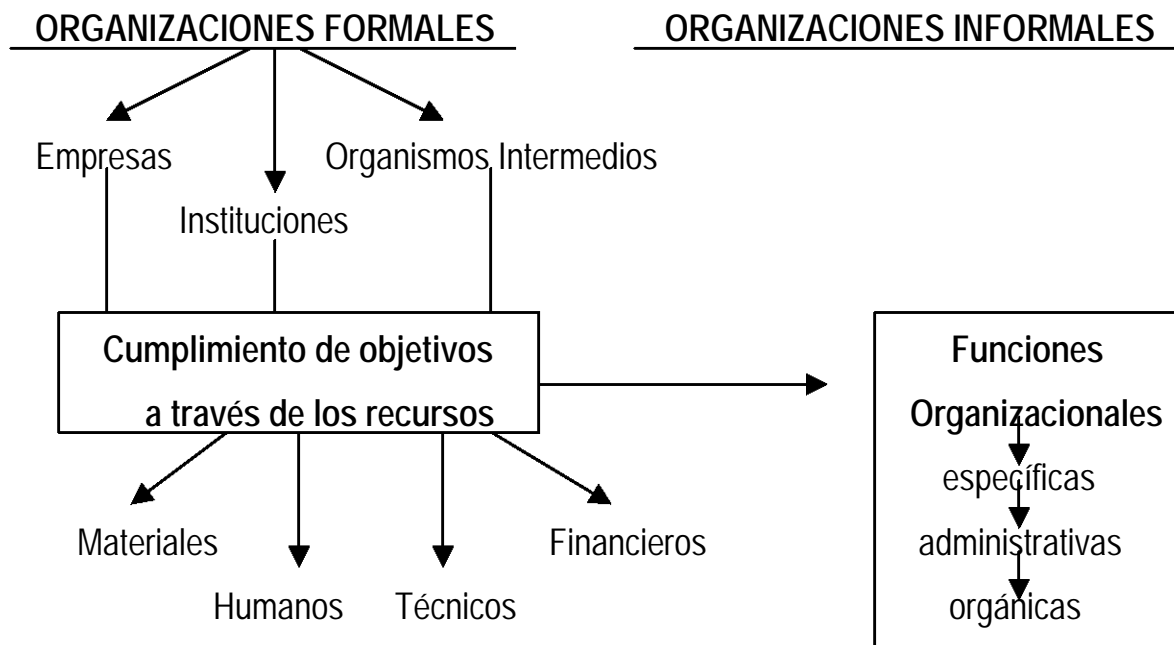 ORGANIZACIONES FORMALES
ORGANIZACIONES INFORMALES
Empresas
Organismos Intermedios
Instituciones
Cumplimiento de objetivos
a través de los recursos
Materiales
Financieros
Humanos
Técnicos
Funciones
Organizacionales
específicas
administrativas
orgánicas